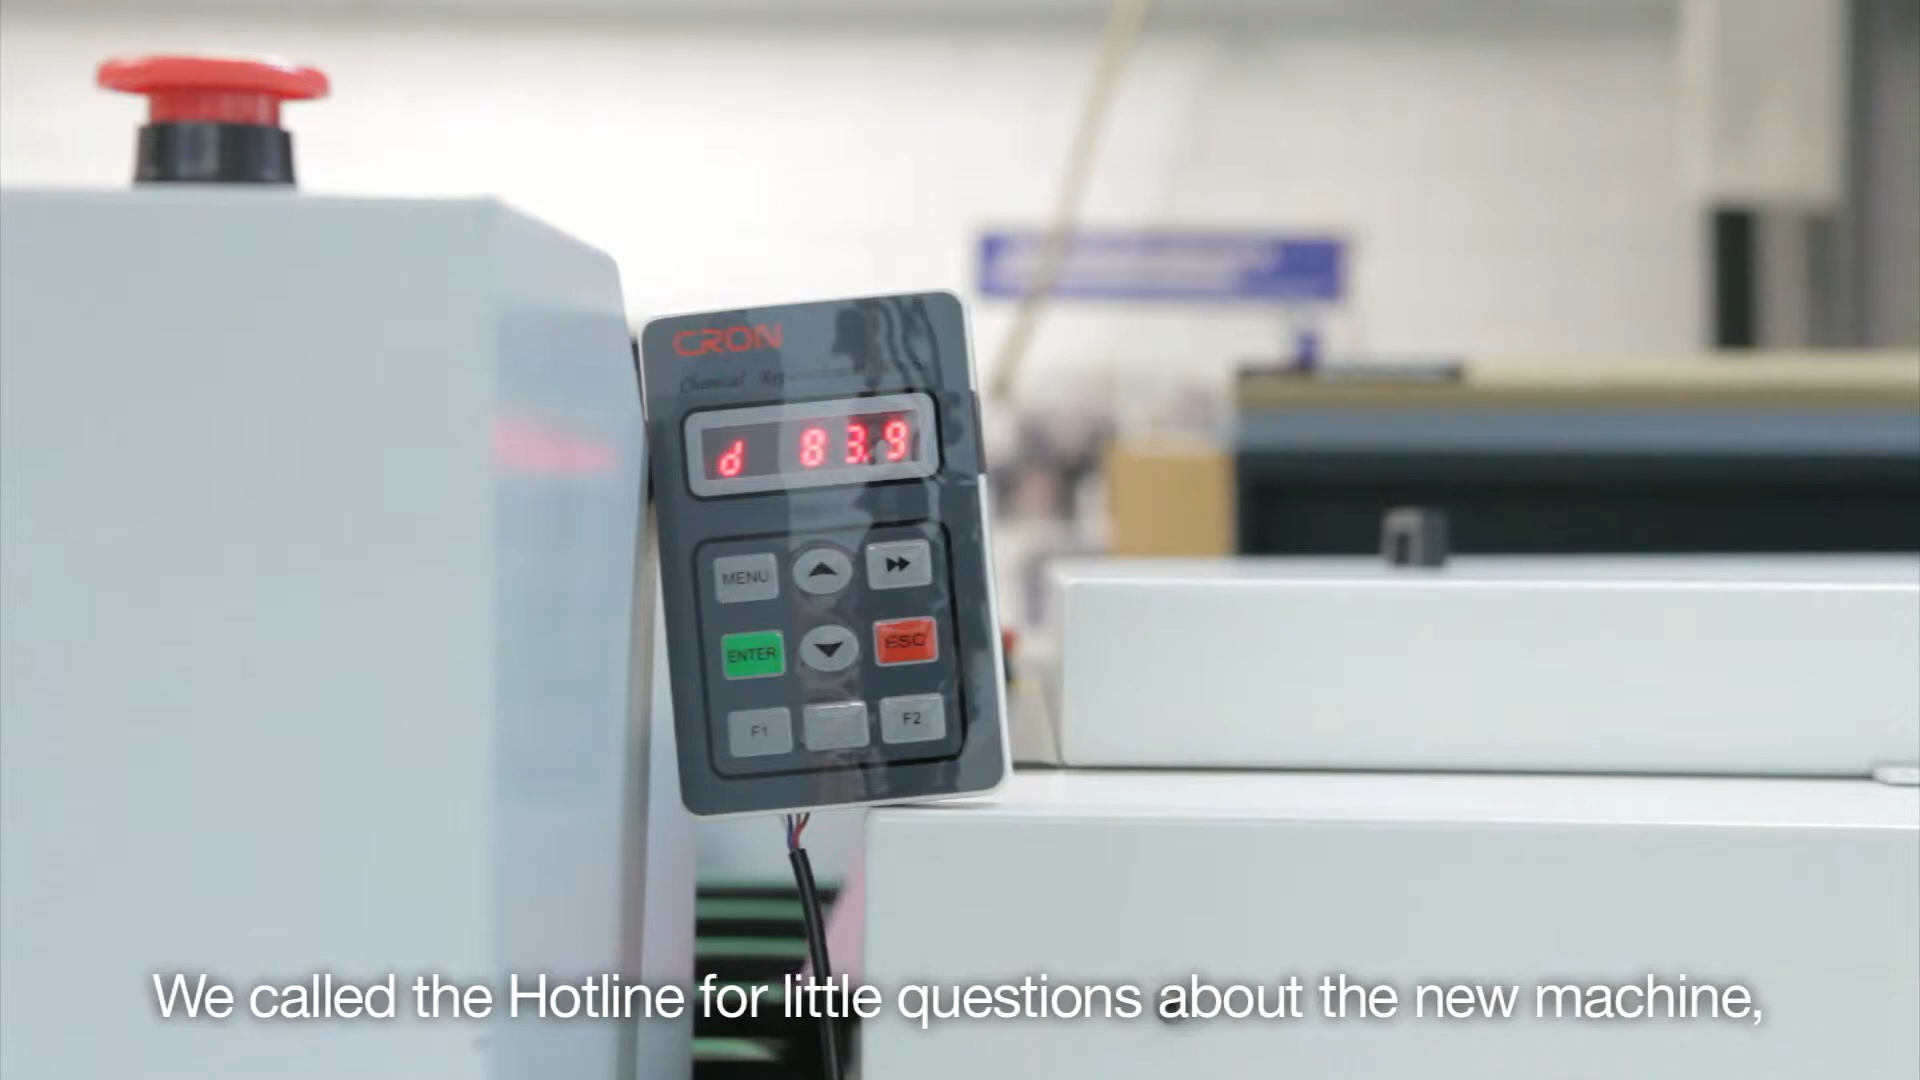 CRON
Chemical
d 83.9
MENU
ENTER
ESC
F1
F2
We called the Hotline for little questions about the new machine,